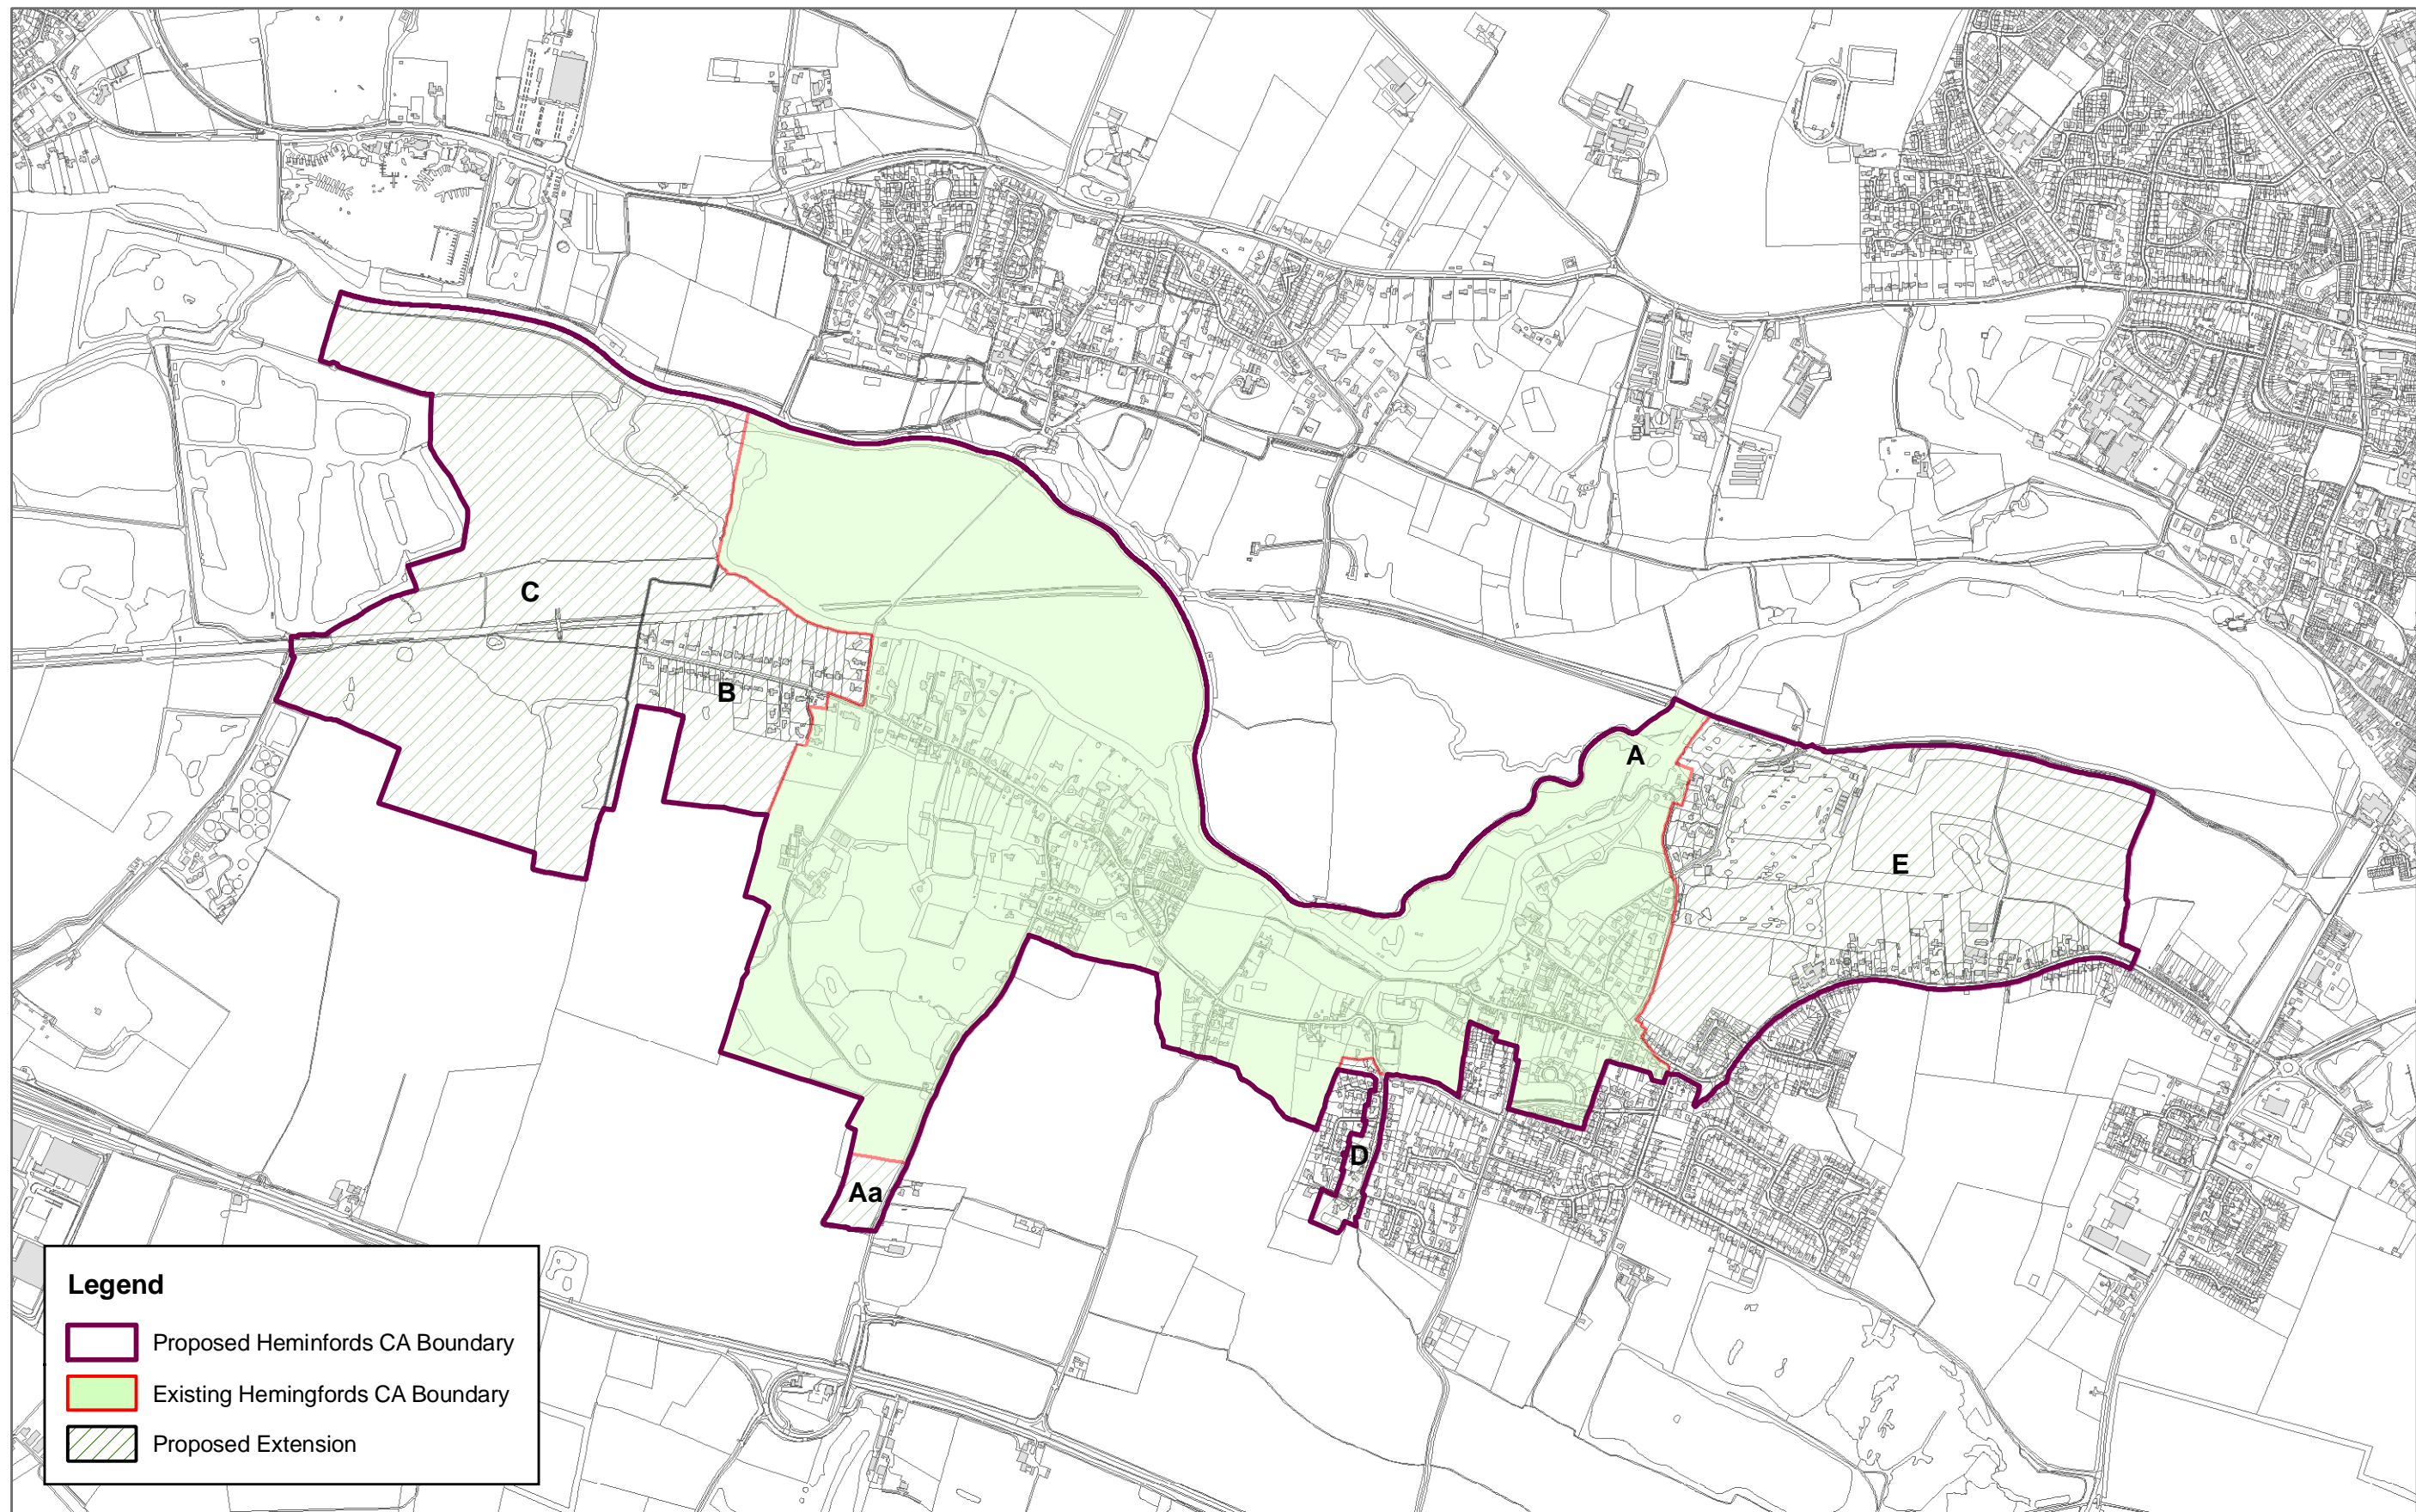 C
B
A
E
D
Aa
Legend
Proposed Heminfords CA Boundary
Existing Hemingfords CA Boundary
Proposed Extension